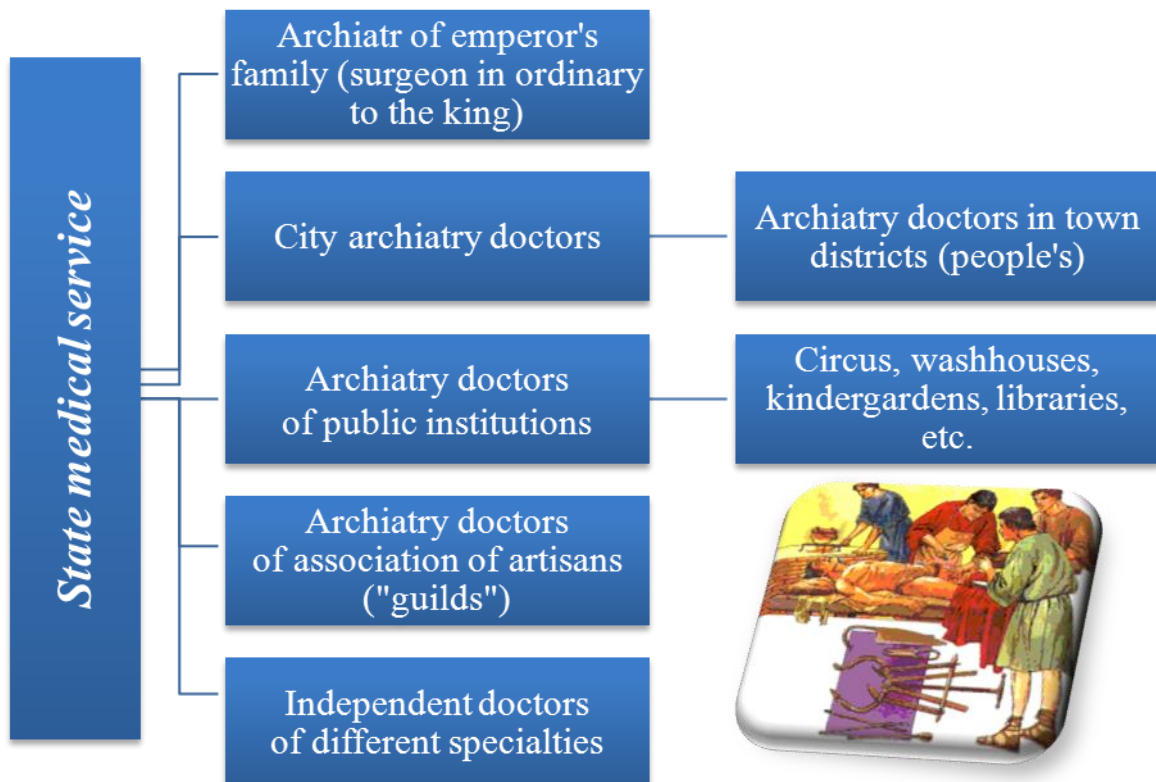 State medical service
Archiatr of emperor's
family (surgeon in ordinary
to the king)
City archiatry doctors
Archiatry doctors in town
districts (people's)
Archiatry doctors
of public institutions
Circus, washhouses,
kindergardens, libraries,
etc.
Archiatry doctors
of association of artisans
("guilds")
Independent doctors
of different specialties